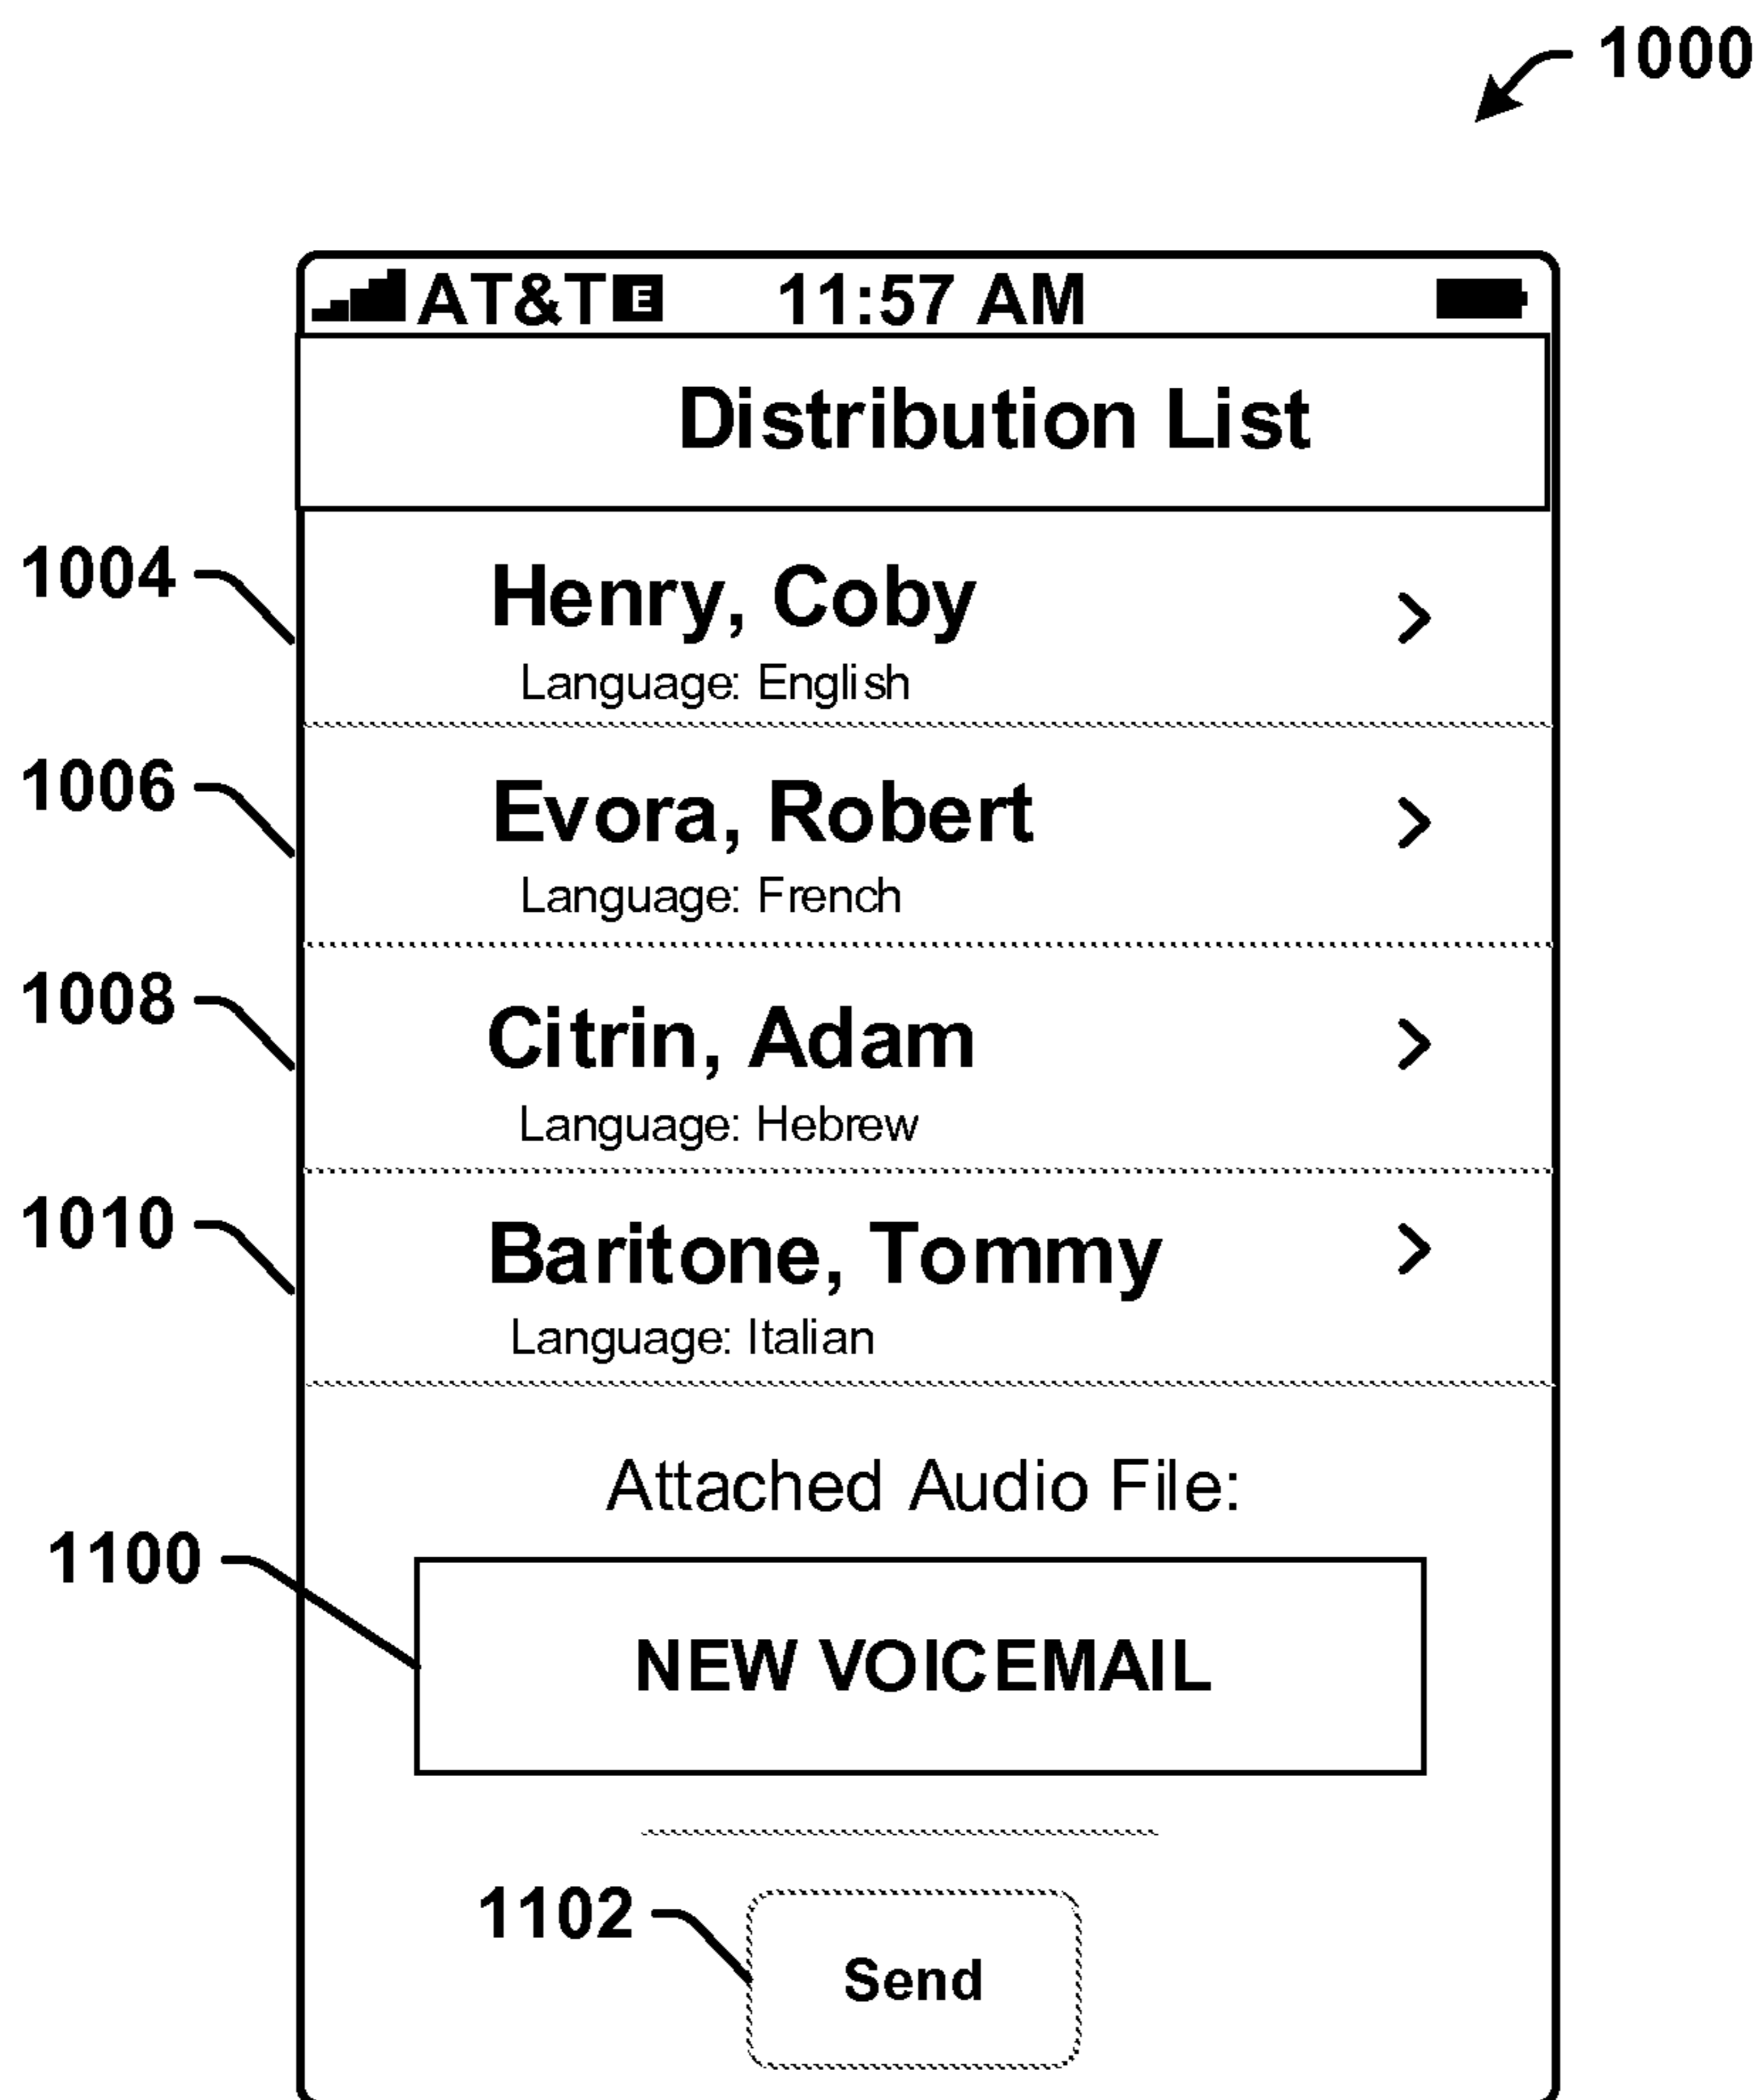 1000
AT&T E 11:57 AM
Distribution List
1004
Henry, Coby
Language: English
1006
Evora, Robert
Language: French
1008
Citrin, Adam
Language: Hebrew
1010
Baritone, Tommy
Language: Italian
Attached Audio File:
1100
NEW VOICEMAIL
1102
Send